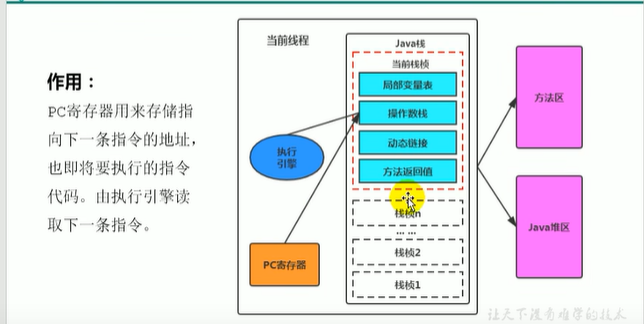 作用：
PC寄存器用来存储指
向下一条指令的地址，
也即将要执行的指令
代码。由执行引擎读
取下一条指令。
当前线程
Java栈
当前栈帧
局部变量表
操作数栈
动态链接
方法返回值
执行
引擎
PC寄存器
栈桢n
... ...
栈桢2
栈桢1
方法区
Java堆区
让天下没有难学的技术